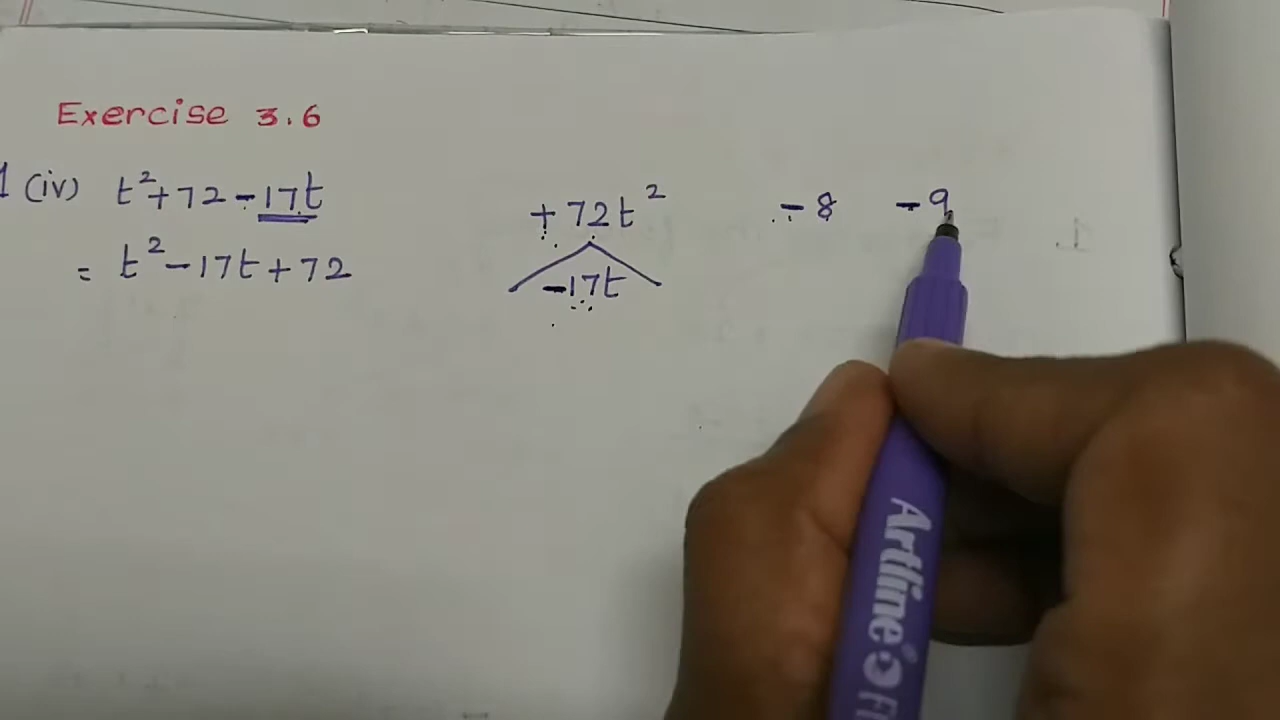 Exercise 3.6
1 (iv) t²+72-17t
= t²-17t+72
+72t²
-17t
-8 -9
Artline